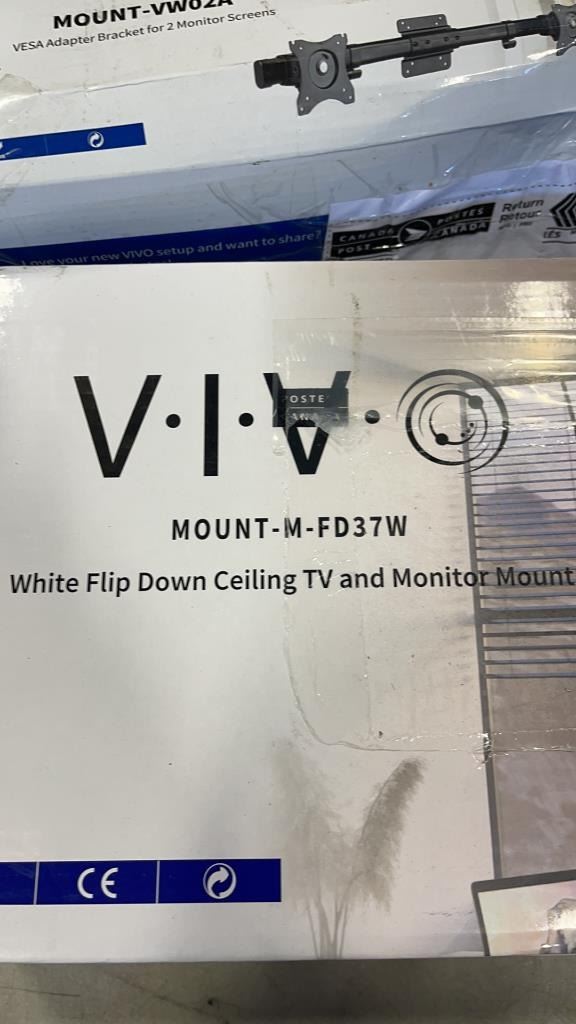 MOUNT-VW02A
VESA Adapter Bracket for 2 Monitor Screens
Love your new VIVO setup and want to share?
CANADA POSTES
POST CANADA
Return
Retour
V·I·V·O
POSTE
MOUNT-M-FD37W
White Flip Down Ceiling TV and Monitor Mount
CE